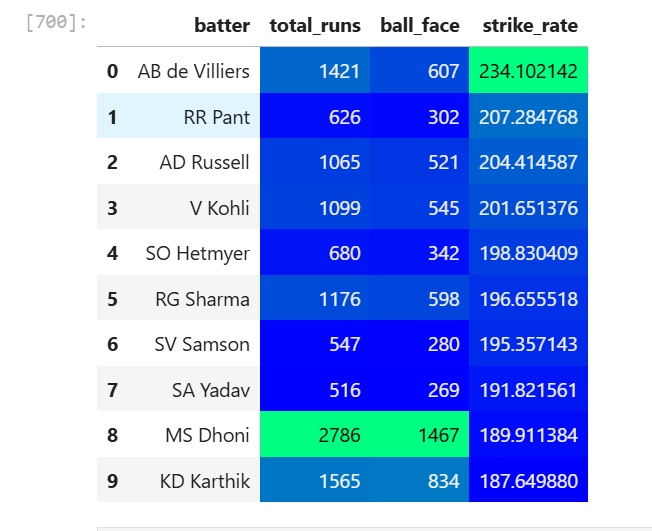 [700]:
batter total_runs ball_face strike_rate
0 AB de Villiers 1421 607 234.102142
1 RR Pant 626 302 207.284768
2 AD Russell 1065 521 204.414587
3 V Kohli 1099 545 201.651376
4 SO Hetmyer 680 342 198.830409
5 RG Sharma 1176 598 196.655518
6 SV Samson 547 280 195.357143
7 SA Yadav 516 269 191.821561
8 MS Dhoni 2786 1467 189.911384
9 KD Karthik 1565 834 187.649880